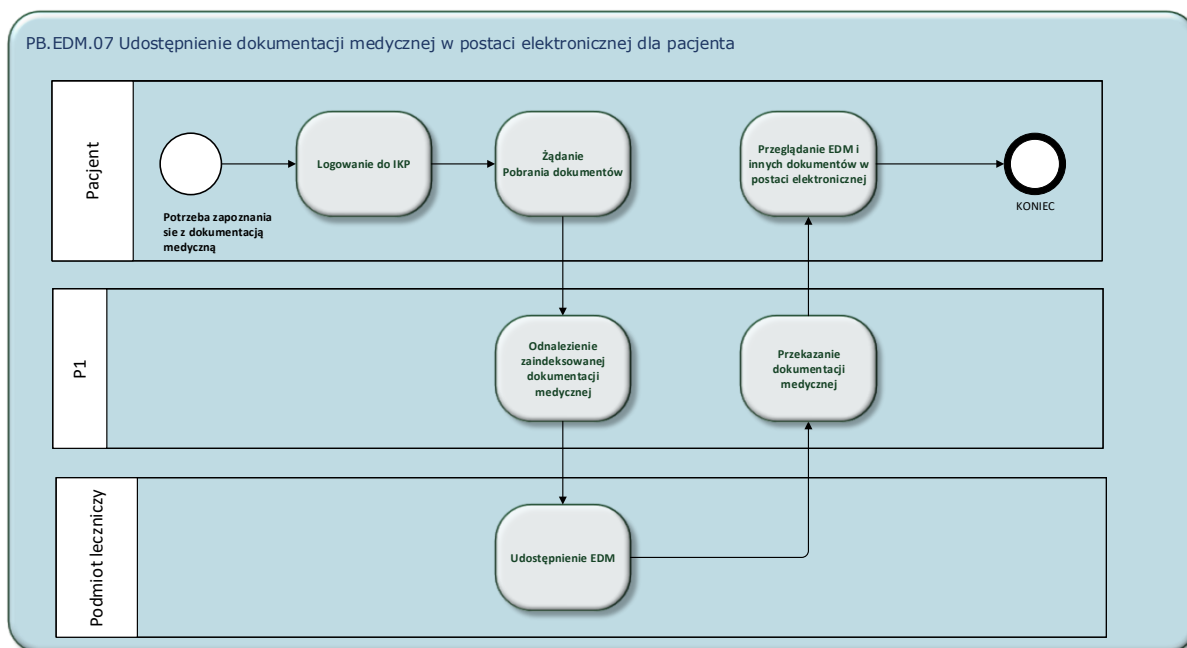 PB.EDM.07 Udostępnienie dokumentacji medycznej w postaci elektronicznej dla pacjenta
Pacjent
Potrzeba zapoznania
sie z dokumentacją
medyczną
Logowanie do IKP
Żądanie
Pobrania dokumentów
Przeglądanie EDM i
innych dokumentów w
postaci elektronicznej
KONIEC
P1
Odnalezienie
zaindeksowanej
dokumentacji
medycznej
Przekazanie
dokumentacji
medycznej
Podmiot leczniczy
Udostępnienie EDM